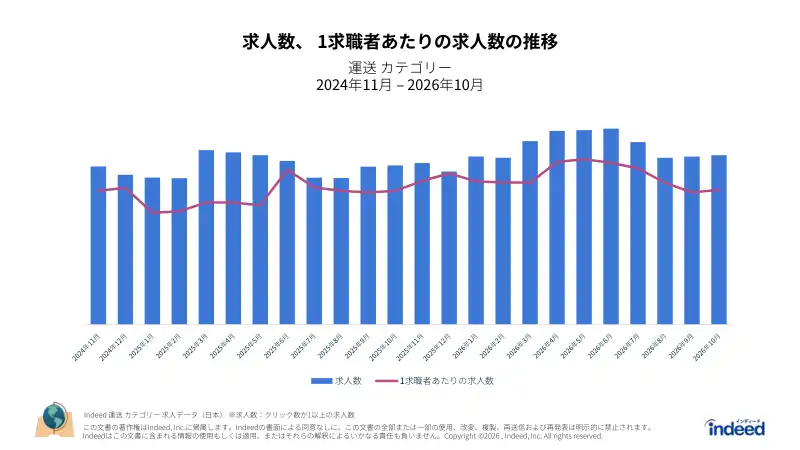 求人数、 1求職者あたりの求人数の推移
運送 カテゴリー
2024年11月 – 2026年10月
2024年11月
2024年12月
2025年1月
2025年2月
2025年3月
2025年4月
2025年5月
2025年6月
2025年7月
2025年8月
2025年9月
2025年10月
2025年11月
2025年12月
2026年1月
2026年2月
2026年3月
2026年4月
2026年5月
2026年6月
2026年7月
2026年8月
2026年9月
2026年10月
求人数 1求職者あたりの求人数
Indeed 運送 カテゴリー 求人データ（日本） ※求人数：クリック数が1以上の求人数
この文書の著作権はIndeed, Inc.に帰属します。Indeedの書面による同意なしに、この文書の全部または一部の使用、改変、複製、再送信および再発表は明示的に禁止されます。
Indeedはこの文書に含まれる情報の使用もしくは適用、またはそれらの解釈によるいかなる責任も負いません。Copyright ©2026 , Indeed, Inc. All rights reserved.
インディード
indeed